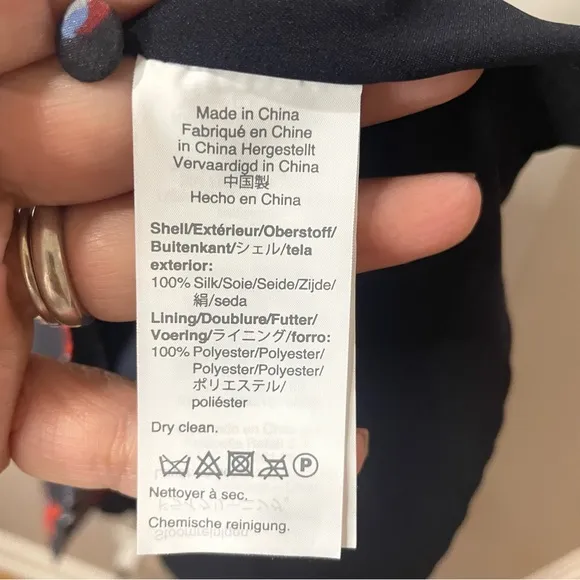 Made in China
Fabriqué en Chine
in China Hergestellt
Vervaardigd in China
中国製
Hecho en China
Shell/Extérieur/Oberstoff/
Buitenkant/シェル/tela
exterior:
100% Silk/Soie/Seide/Zijde/
絹/seda
Lining/Doublure/Futter/
Voering/ライニング/forro:
100% Polyester/Polyester/
Polyester/Polyester/
ポリエステル/
poliéster
Dry clean.
P
Nettoyer à sec.
Chemische reinigung.